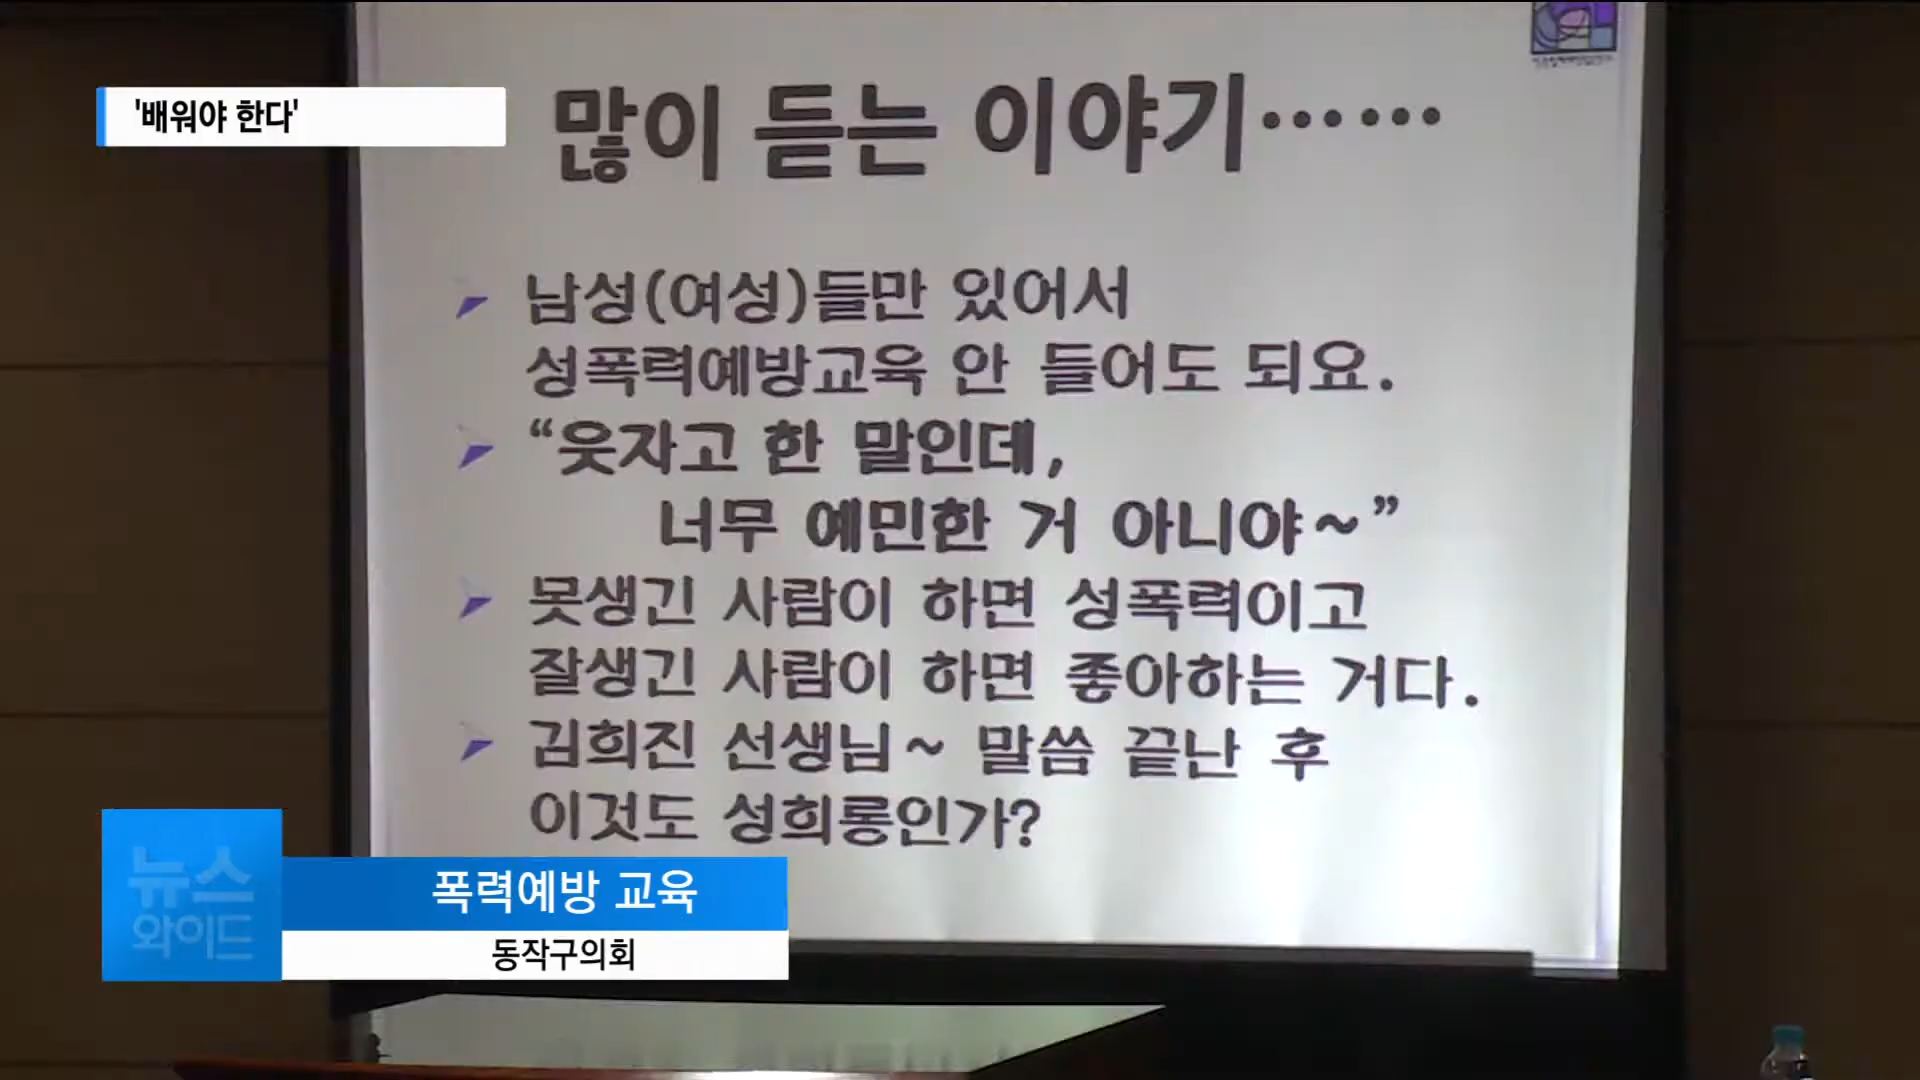 '배워야 한다'
많이 듣는 이야기……
남성(여성)들만 있어서
성폭력예방교육 안 들어도 되요.
“웃자고 한 말인데,
너무 예민한 거 아니야~”
못생긴 사람이 하면 성폭력이고
잘생긴 사람이 하면 좋아하는 거다.
김희진 선생님~ 말씀 끝난 후
이것도 성희롱인가?
뉴스
와이드
폭력예방 교육
동작구의회